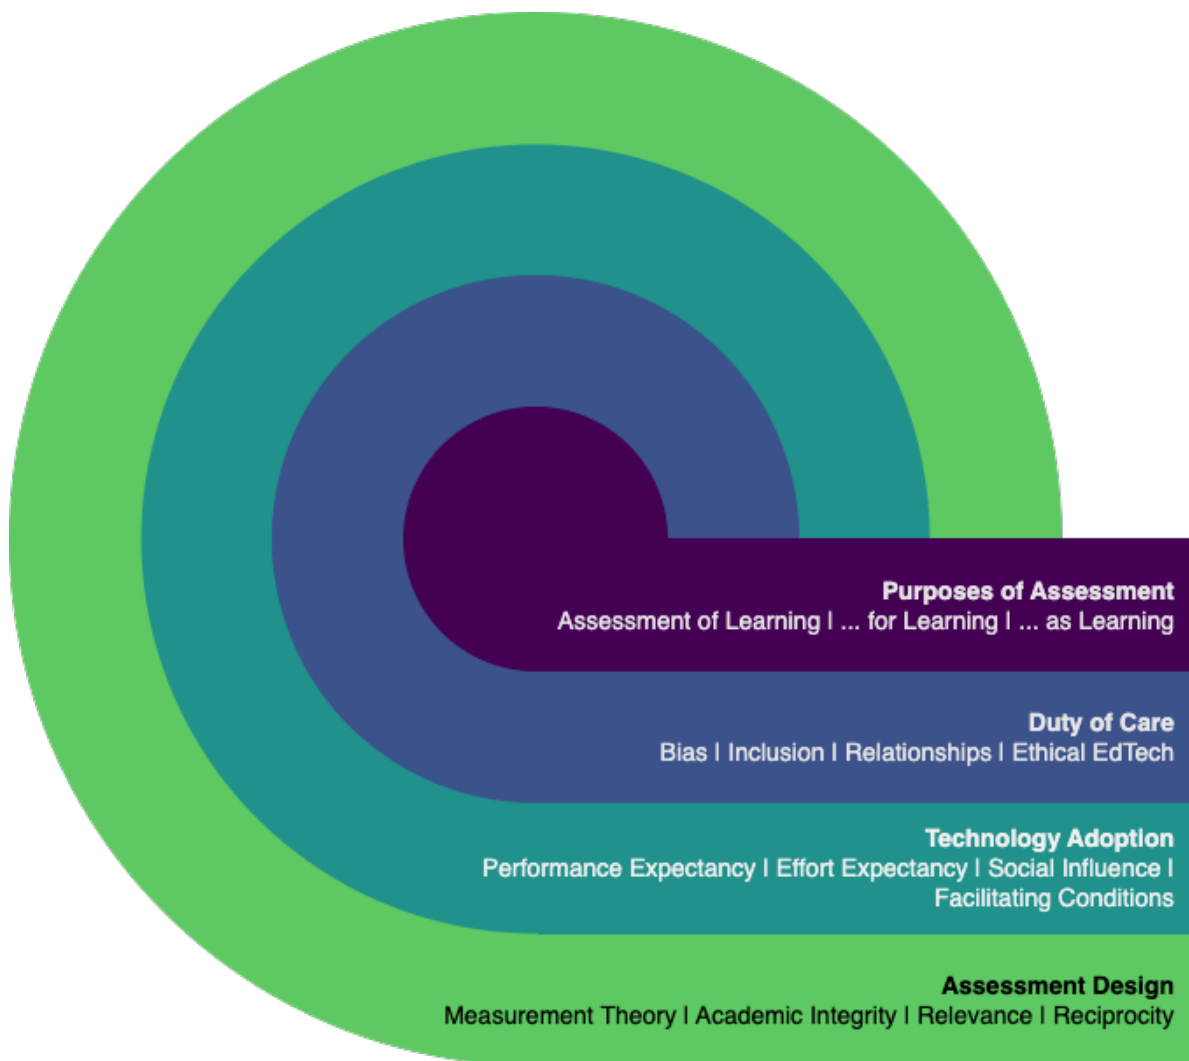 Purposes of Assessment
Assessment of Learning | ... for Learning | ... as Learning
Duty of Care
Bias | Inclusion | Relationships | Ethical EdTech
Technology Adoption
Performance Expectancy | Effort Expectancy | Social Influence |
Facilitating Conditions
Assessment Design
Measurement Theory | Academic Integrity | Relevance | Reciprocity